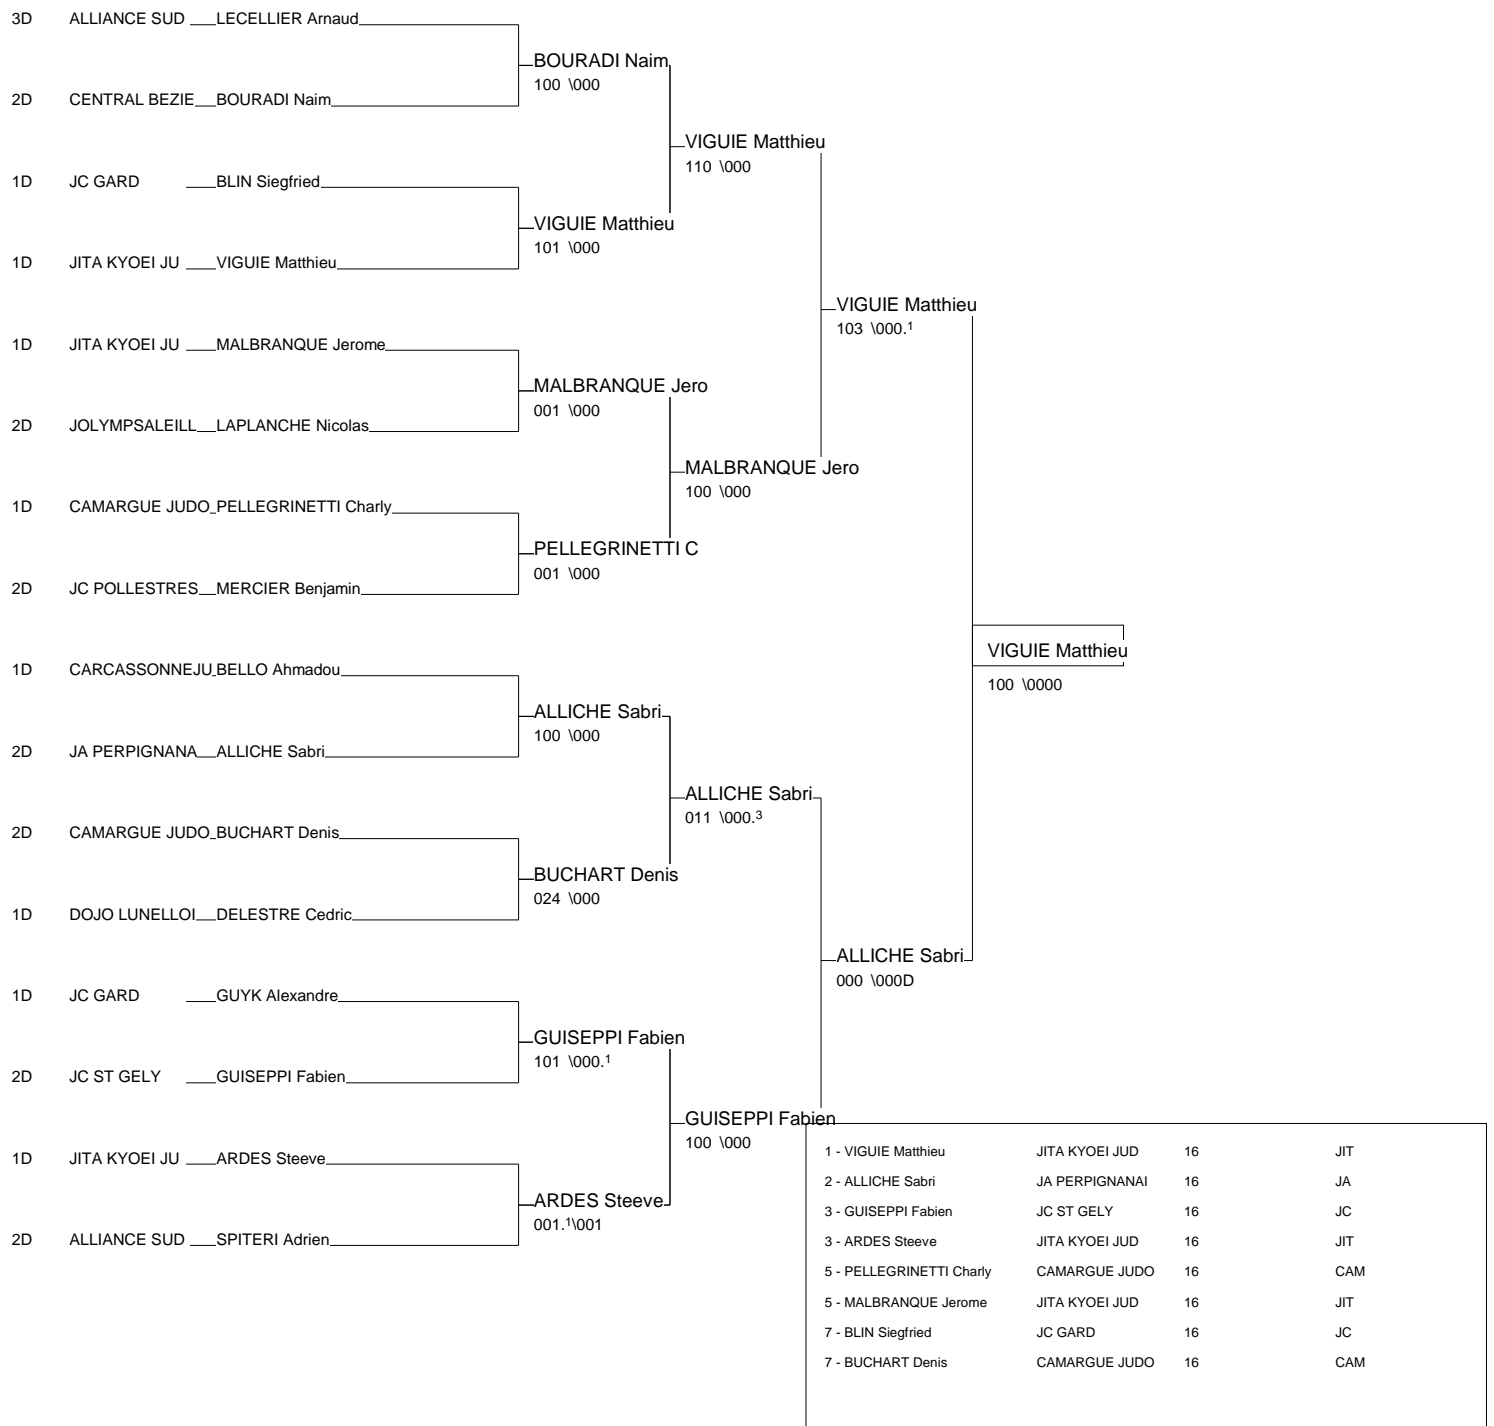 3D ALLIANCE SUD LECELLIER Arnaud
BOURADI Naim
100 \000
2D CENTRAL BEZIE BOURADI Naim
VIGUIE Matthieu
110 \000
1D JC GARD BLIN Siegfried
VIGUIE Matthieu
101 \000
1D JITA KYOEI JU VIGUIE Matthieu
VIGUIE Matthieu
103 \000.1
1D JITA KYOEI JU MALBRANQUE Jerome
MALBRANQUE Jero
001 \000
2D JOLYMPSALEILL LAPLANCHE Nicolas
MALBRANQUE Jero
100 \000
1D CAMARGUE JUDO PELLEGRINETTI Charly
PELLEGRINETTI C
001 \000
2D JC POLLESTRES MERCIER Benjamin
VIGUIE Matthieu
100 \0000
1D CARCASSONNEJU BELLO Ahmadou
ALLICHE Sabri
100 \000
2D JA PERPIGNANA ALLICHE Sabri
ALLICHE Sabri
011 \000.3
2D CAMARGUE JUDO BUCHART Denis
BUCHART Denis
024 \000
1D DOJO LUNELLOI DELESTRE Cedric
ALLICHE Sabri
000 \000D
1D JC GARD GUYK Alexandre
GUISEPPI Fabien
101 \000.1
2D JC ST GELY GUISEPPI Fabien
GUISEPPI Fabien
100 \000
1D JITA KYOEI JU ARDES Steeve
ARDES Steeve
001.1\001
2D ALLIANCE SUD SPITERI Adrien
1 - VIGUIE Matthieu JITA KYOEI JUD 16 JIT
2 - ALLICHE Sabri JA PERPIGNANAI 16 JA
3 - GUISEPPI Fabien JC ST GELY 16 JC
3 - ARDES Steeve JITA KYOEI JUD 16 JIT
5 - PELLEGRINETTI Charly CAMARGUE JUDO 16 CAM
5 - MALBRANQUE Jerome JITA KYOEI JUD 16 JIT
7 - BLIN Siegfried JC GARD 16 JC
7 - BUCHART Denis CAMARGUE JUDO 16 CAM